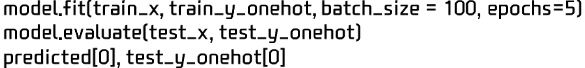 model.fit(train_x, train_y_onehot, batch_size = 100, epochs=5)
model.evaluate(test_x, test_y_onehot)
predicted[0], test_y_onehot[0]